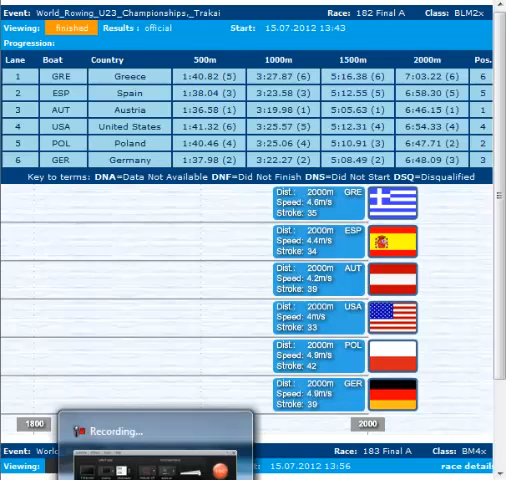 Event: World_Rowing_U23_Championships,_Trakai Race: 182 Final A Class: BLM2x
Viewing: finished Results : official Start: 15.07.2012 13:43
Progression:
Lane Boat Country 500m 1000m 1500m 2000m Pos.
1 GRE Greece 1:40.82 (5) 3:27.87 (6) 5:16.38 (6) 7:03.22 (6) 6
2 ESP Spain 1:38.04 (3) 3:23.58 (3) 5:12.55 (5) 6:58.30 (5) 5
3 AUT Austria 1:36.58 (1) 3:19.98 (1) 5:05.63 (1) 6:46.15 (1) 1
4 USA United States 1:41.32 (6) 3:25.57 (5) 5:12.31 (4) 6:54.33 (4) 4
5 POL Poland 1:40.46 (4) 3:25.06 (4) 5:10.91 (3) 6:47.71 (2) 2
6 GER Germany 1:37.98 (2) 3:22.27 (2) 5:08.49 (2) 6:48.09 (3) 3
Key to terms: DNA=Data Not Available DNF=Did Not Finish DNS=Did Not Start DSQ=Disqualified
Dist.: 2000m GRE
Speed: 4.6m/s
Stroke: 35
Dist.: 2000m ESP
Speed: 4.4m/s
Stroke: 34
Dist.: 2000m AUT
Speed: 4.2m/s
Stroke: 39
Dist.: 2000m USA
Speed: 4m/s
Stroke: 33
Dist.: 2000m POL
Speed: 4.9m/s
Stroke: 42
Dist.: 2000m GER
Speed: 4.9m/s
Stroke: 39
1800 2000
Recording...
Event: Race: 183 Final A Class: BM4x
Viewing: 15.07.2012 13:56 race details